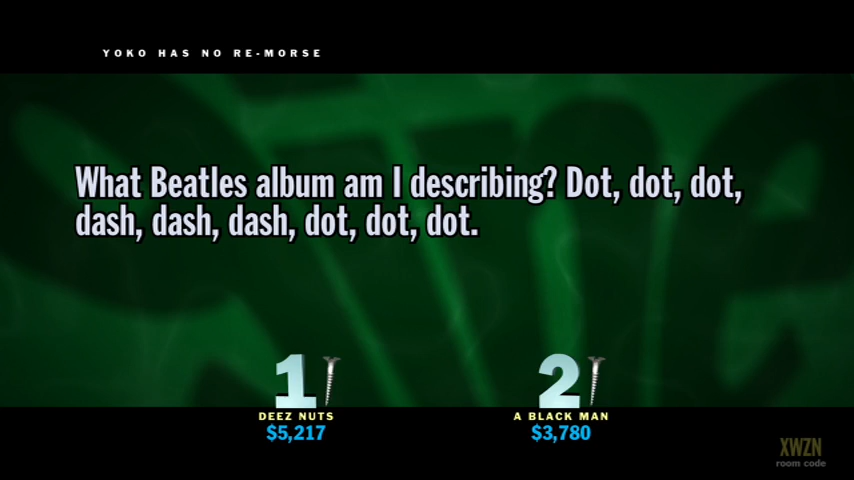 YOKO HAS NO RE-MORSE
What Beatles album am I describing? Dot, dot, dot,
dash, dash, dash, dot, dot, dot.
1 2
DEEZ NUTS A BLACK MAN
$5,217 $3,780
XWZN
room code